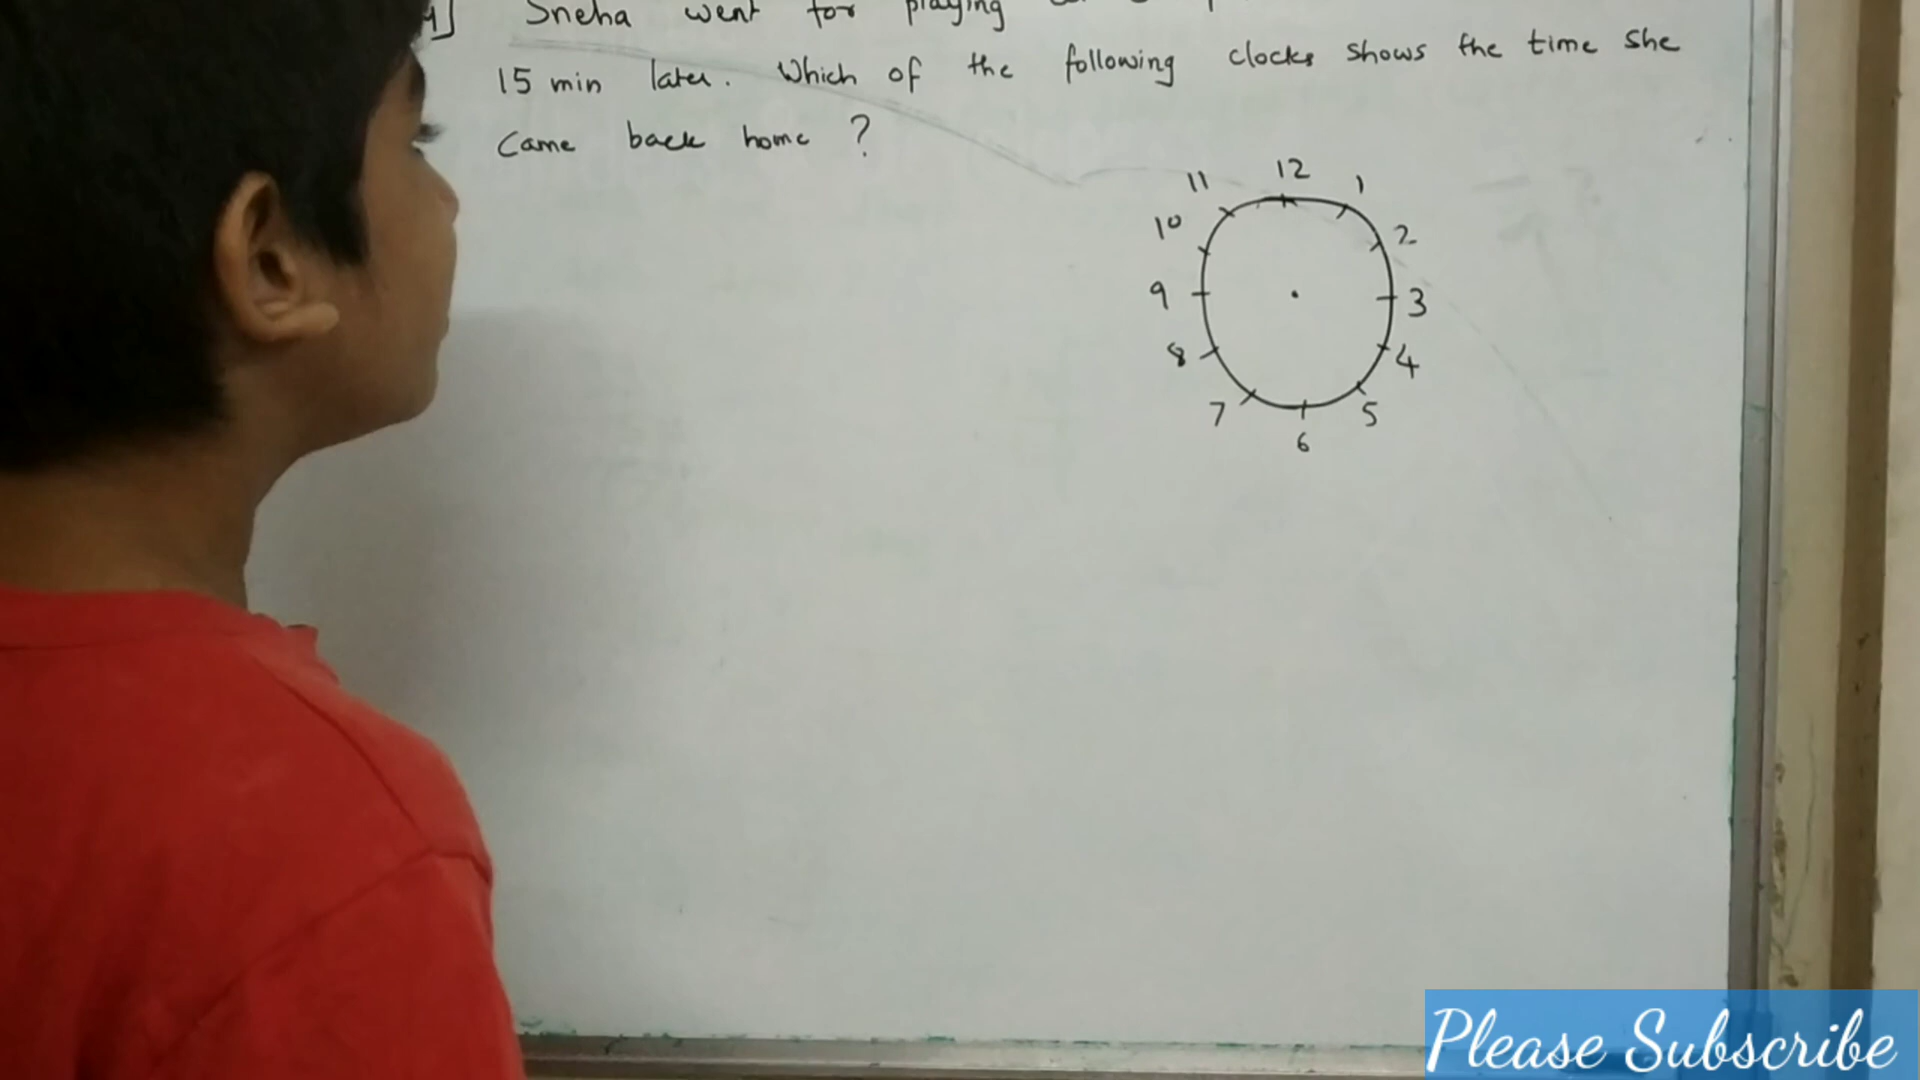 Sneha went for playing
15 min later. Which of the following clocks shows the time she
came back home ?
12
11 1
10 2
9 3
8 4
7 5
6
Please Subscribe